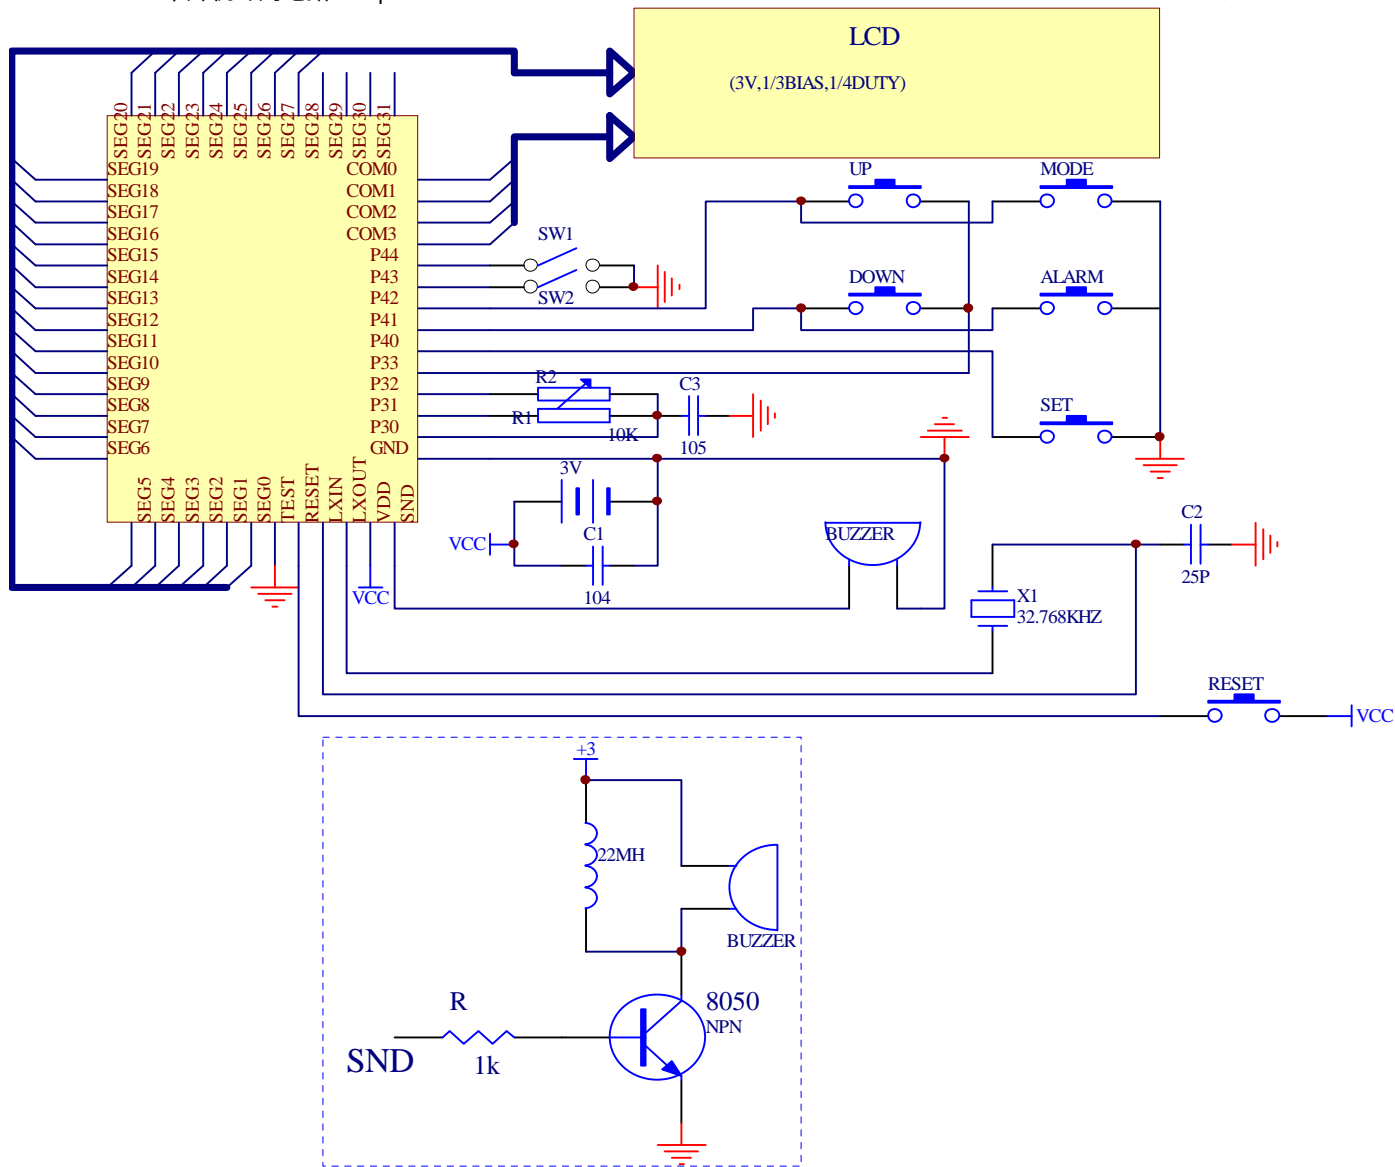 LCD
(3V,1/3BIAS,1/4DUTY)
SEG20
SEG21
SEG22
SEG23
SEG24
SEG25
SEG26
SEG27
SEG28
SEG29
SEG30
SEG31
SEG19
SEG18
SEG17
SEG16
SEG15
SEG14
SEG13
SEG12
SEG11
SEG10
SEG9
SEG8
SEG7
SEG6
COM0
COM1
COM2
COM3
P44
P43
P42
P41
P40
P33
P32
P31
P30
GND
SEG5
SEG4
SEG3
SEG2
SEG1
SEG0
TEST
RESET
LXIN
LXOUT
VDD
SND
SW1
SW2
UP
MODE
DOWN
ALARM
SET
R2
R1
10K
C3
105
3V
C1
104
VCC
VCC
BUZZER
X1
32.768KHZ
C2
25P
RESET
VCC
+3
22MH
BUZZER
R
1k
SND
8050
NPN